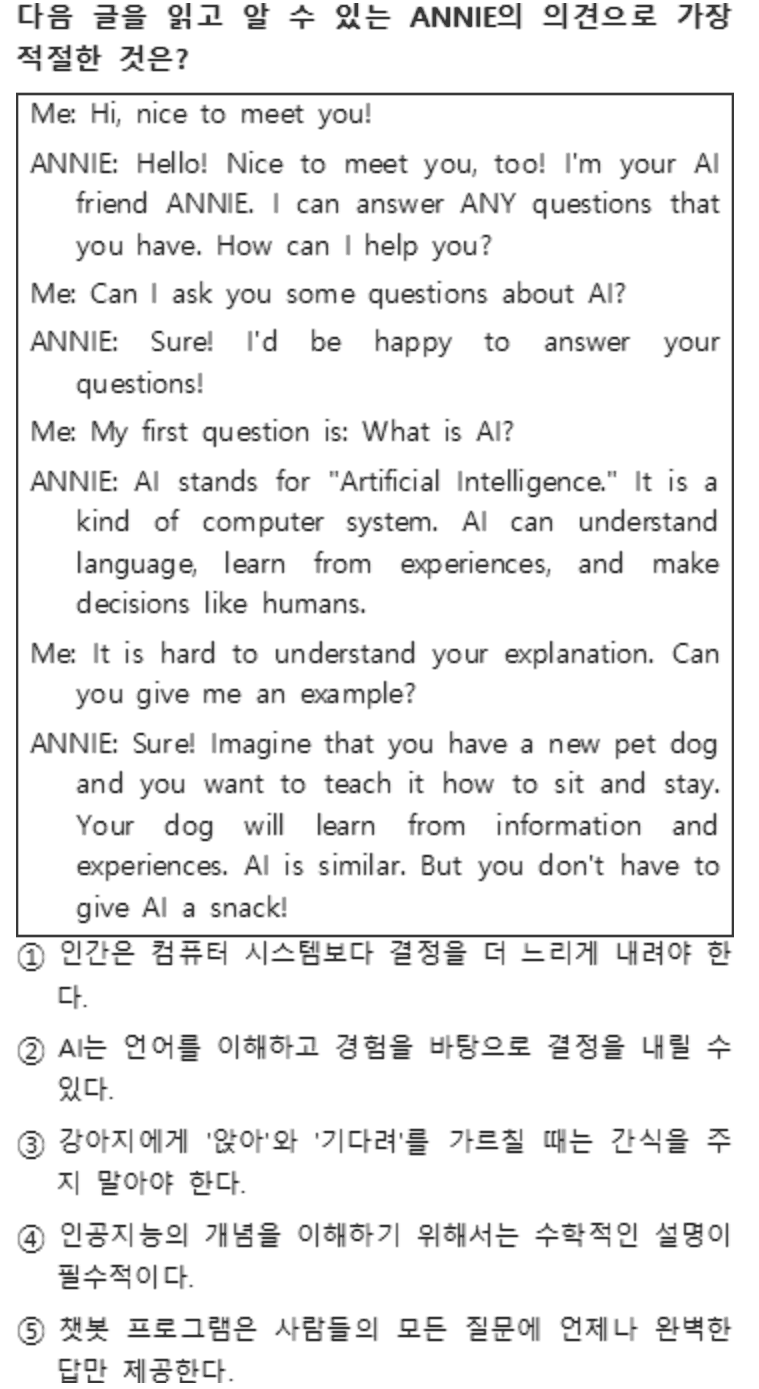 다음 글을 읽고 알 수 있는 ANNIE의 의견으로 가장
적절한 것은?
Me: Hi, nice to meet you!
ANNIE: Hello! Nice to meet you, too! I'm your AI
friend ANNIE. I can answer ANY questions that
you have. How can I help you?
Me: Can I ask you some questions about AI?
ANNIE: Sure! I'd be happy to answer your
questions!
Me: My first question is: What is AI?
ANNIE: AI stands for "Artificial Intelligence." It is a
kind of computer system. AI can understand
language, learn from experiences, and make
decisions like humans.
Me: It is hard to understand your explanation. Can
you give me an example?
ANNIE: Sure! Imagine that you have a new pet dog
and you want to teach it how to sit and stay.
Your dog will learn from information and
experiences. AI is similar. But you don't have to
give AI a snack!
① 인간은 컴퓨터 시스템보다 결정을 더 느리게 내려야 한
다.
② AI는 언어를 이해하고 경험을 바탕으로 결정을 내릴 수
있다.
③ 강아지에게 '앉아'와 '기다려'를 가르칠 때는 간식을 주
지 말아야 한다.
④ 인공지능의 개념을 이해하기 위해서는 수학적인 설명이
필수적이다.
⑤ 챗봇 프로그램은 사람들의 모든 질문에 언제나 완벽한
답만 제공한다.